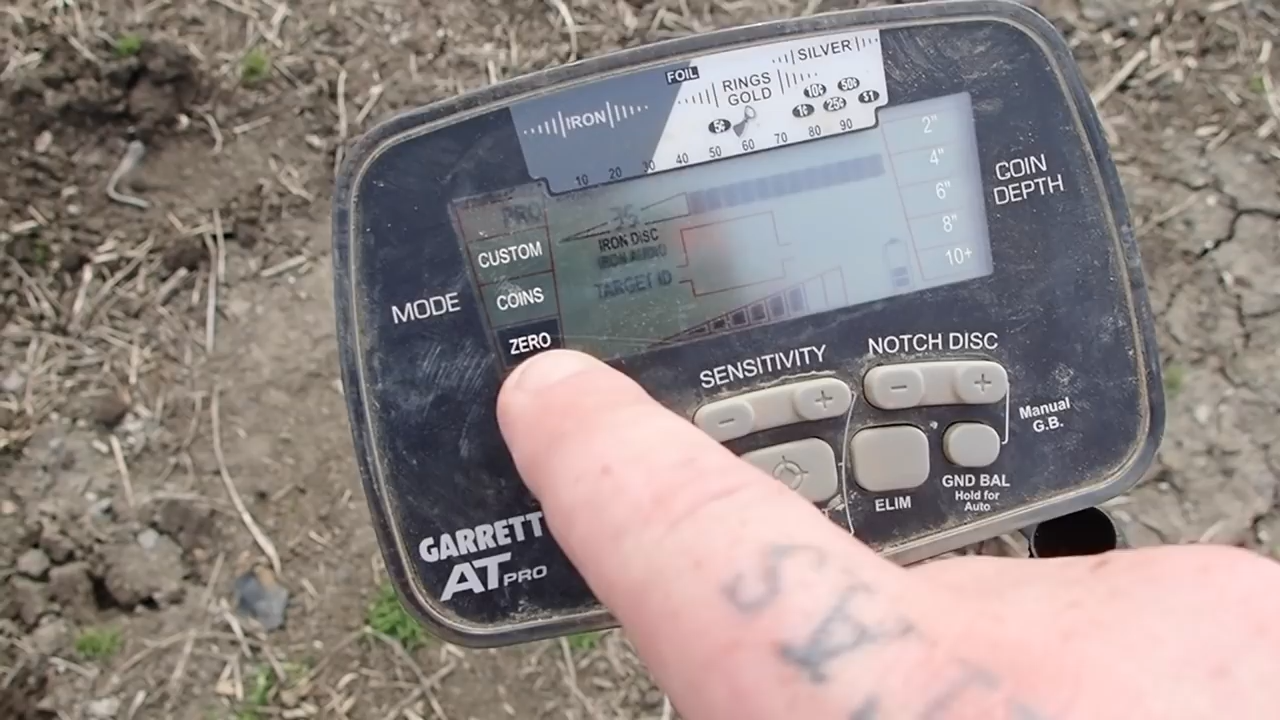 SILVER
FOIL
RINGS
GOLD
IRON
10¢ 50¢
5¢ 1¢ 25¢ $1
10 20 30 40 50 60 70 80 90
2"
4"
6"
8"
10+
COIN
DEPTH
PRO
CUSTOM
COINS
ZERO
MODE
35
IRON DISC
IRON AUDIO
TARGET ID
SENSITIVITY
NOTCH DISC
- +
- +
Manual
G.B.
ELIM
GND BAL
Hold for
Auto
GARRETT
AT PRO